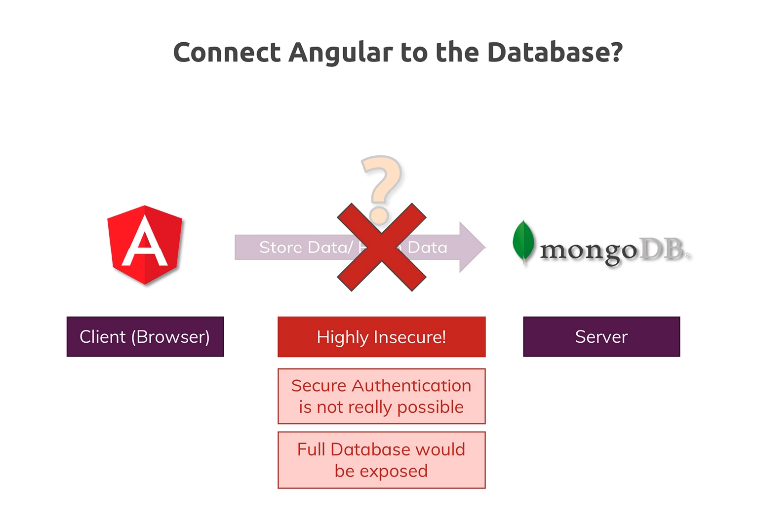 Connect Angular to the Database?
?
A
Store Data/ Data
mongoDB
Client (Browser)
Highly Insecure!
Server
Secure Authentication
is not really possible
Full Database would
be exposed